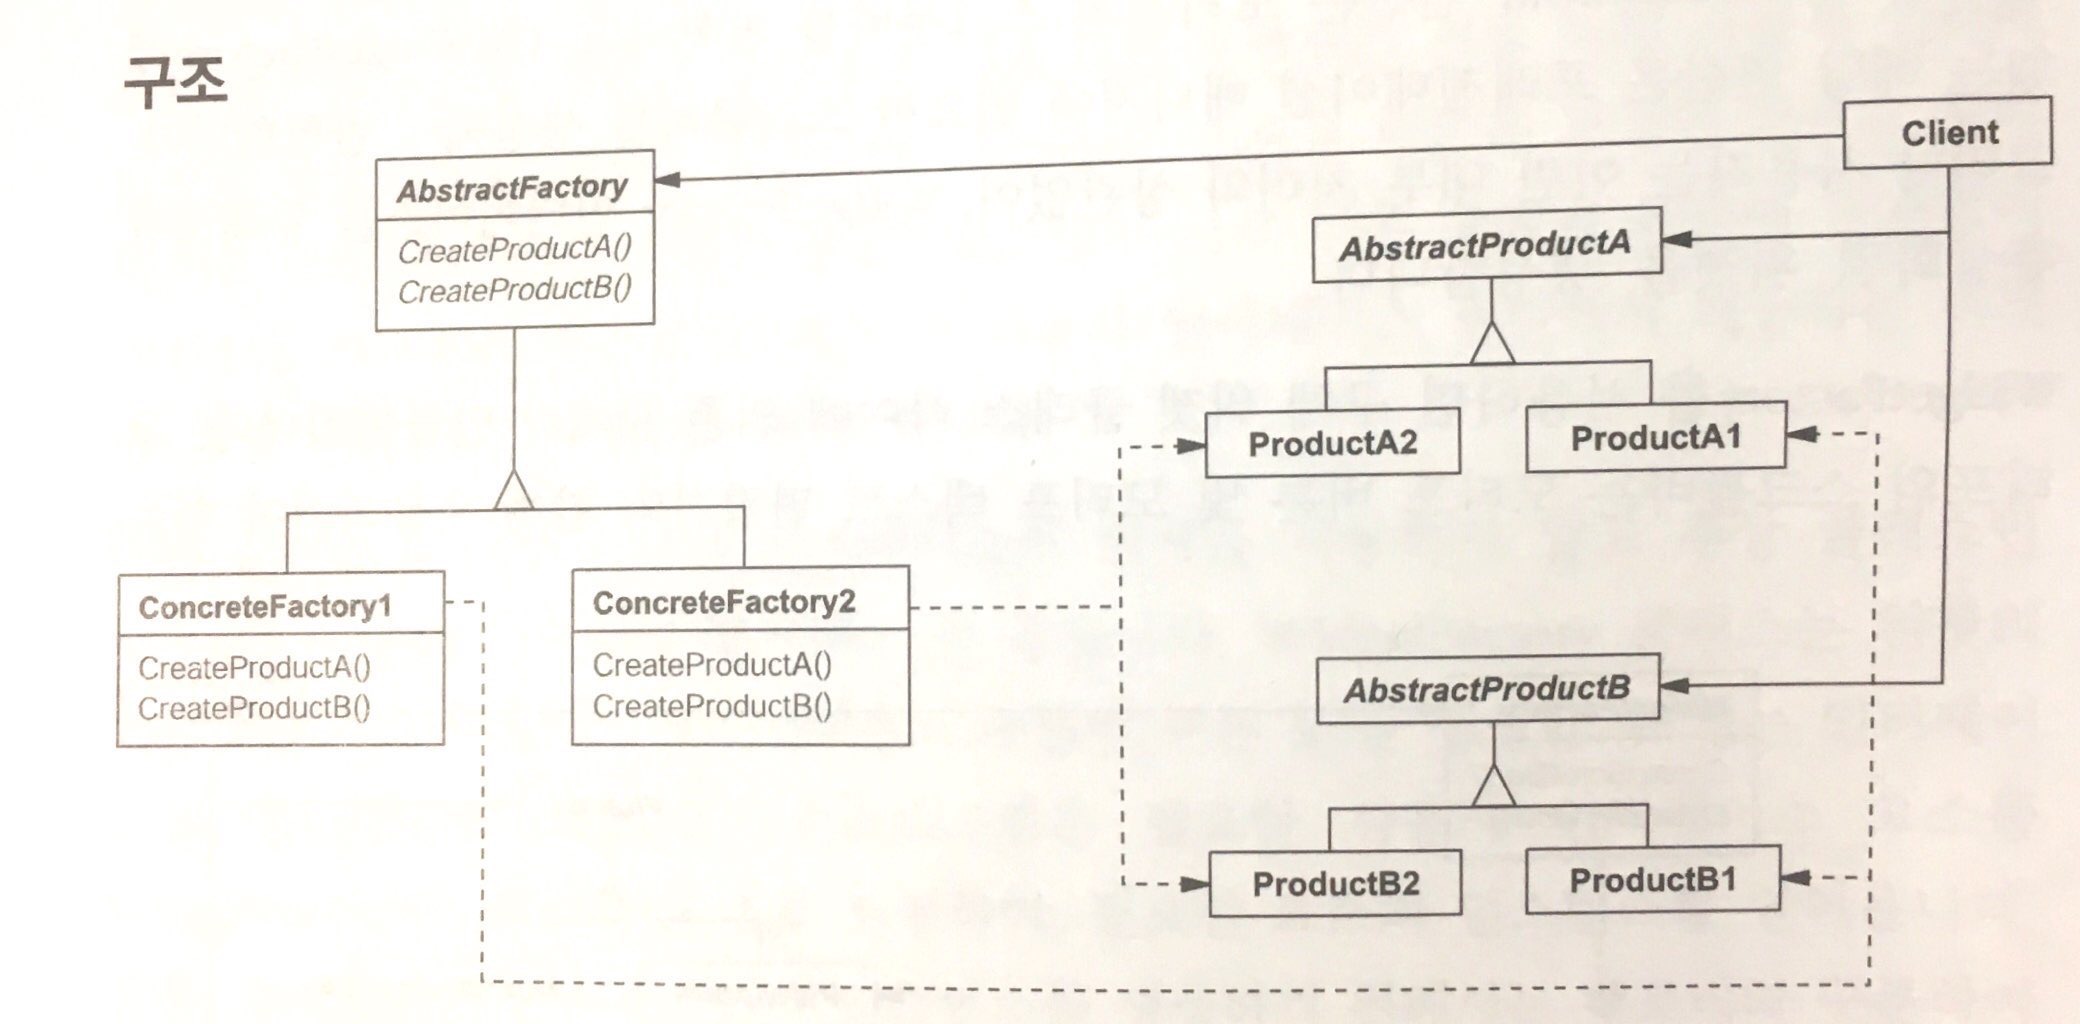 구조
Client
AbstractFactory
CreateProductA()
CreateProductB()
AbstractProductA
ProductA2
ProductA1
ConcreteFactory1
CreateProductA()
CreateProductB()
ConcreteFactory2
CreateProductA()
CreateProductB()
AbstractProductB
ProductB2
ProductB1